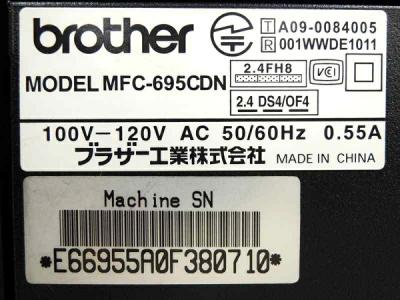 brother
T A09-0084005
R 001WWDE1011
MODEL MFC-695CDN
2.4FH8
VCI
2.4 DS4/OF4
100V-120V AC 50/60Hz 0.55A
ブラザー工業株式会社 MADE IN CHINA
Machine SN
*E66955A0F380710*